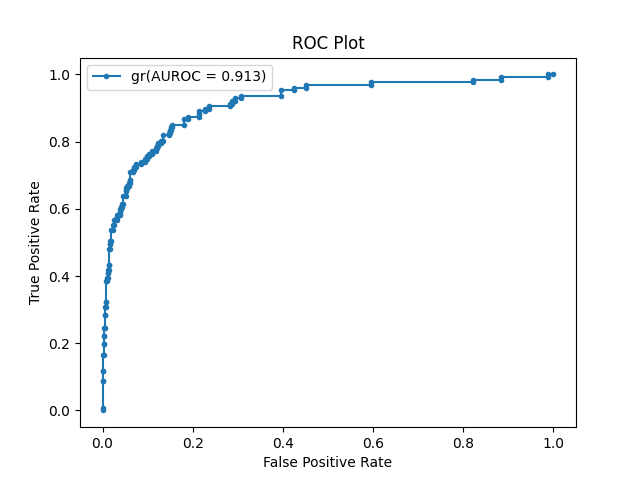 ROC Plot
gr(AUROC = 0.913)
1.0
0.8
0.6
0.4
0.2
0.0
True Positive Rate
0.0 0.2 0.4 0.6 0.8 1.0
False Positive Rate